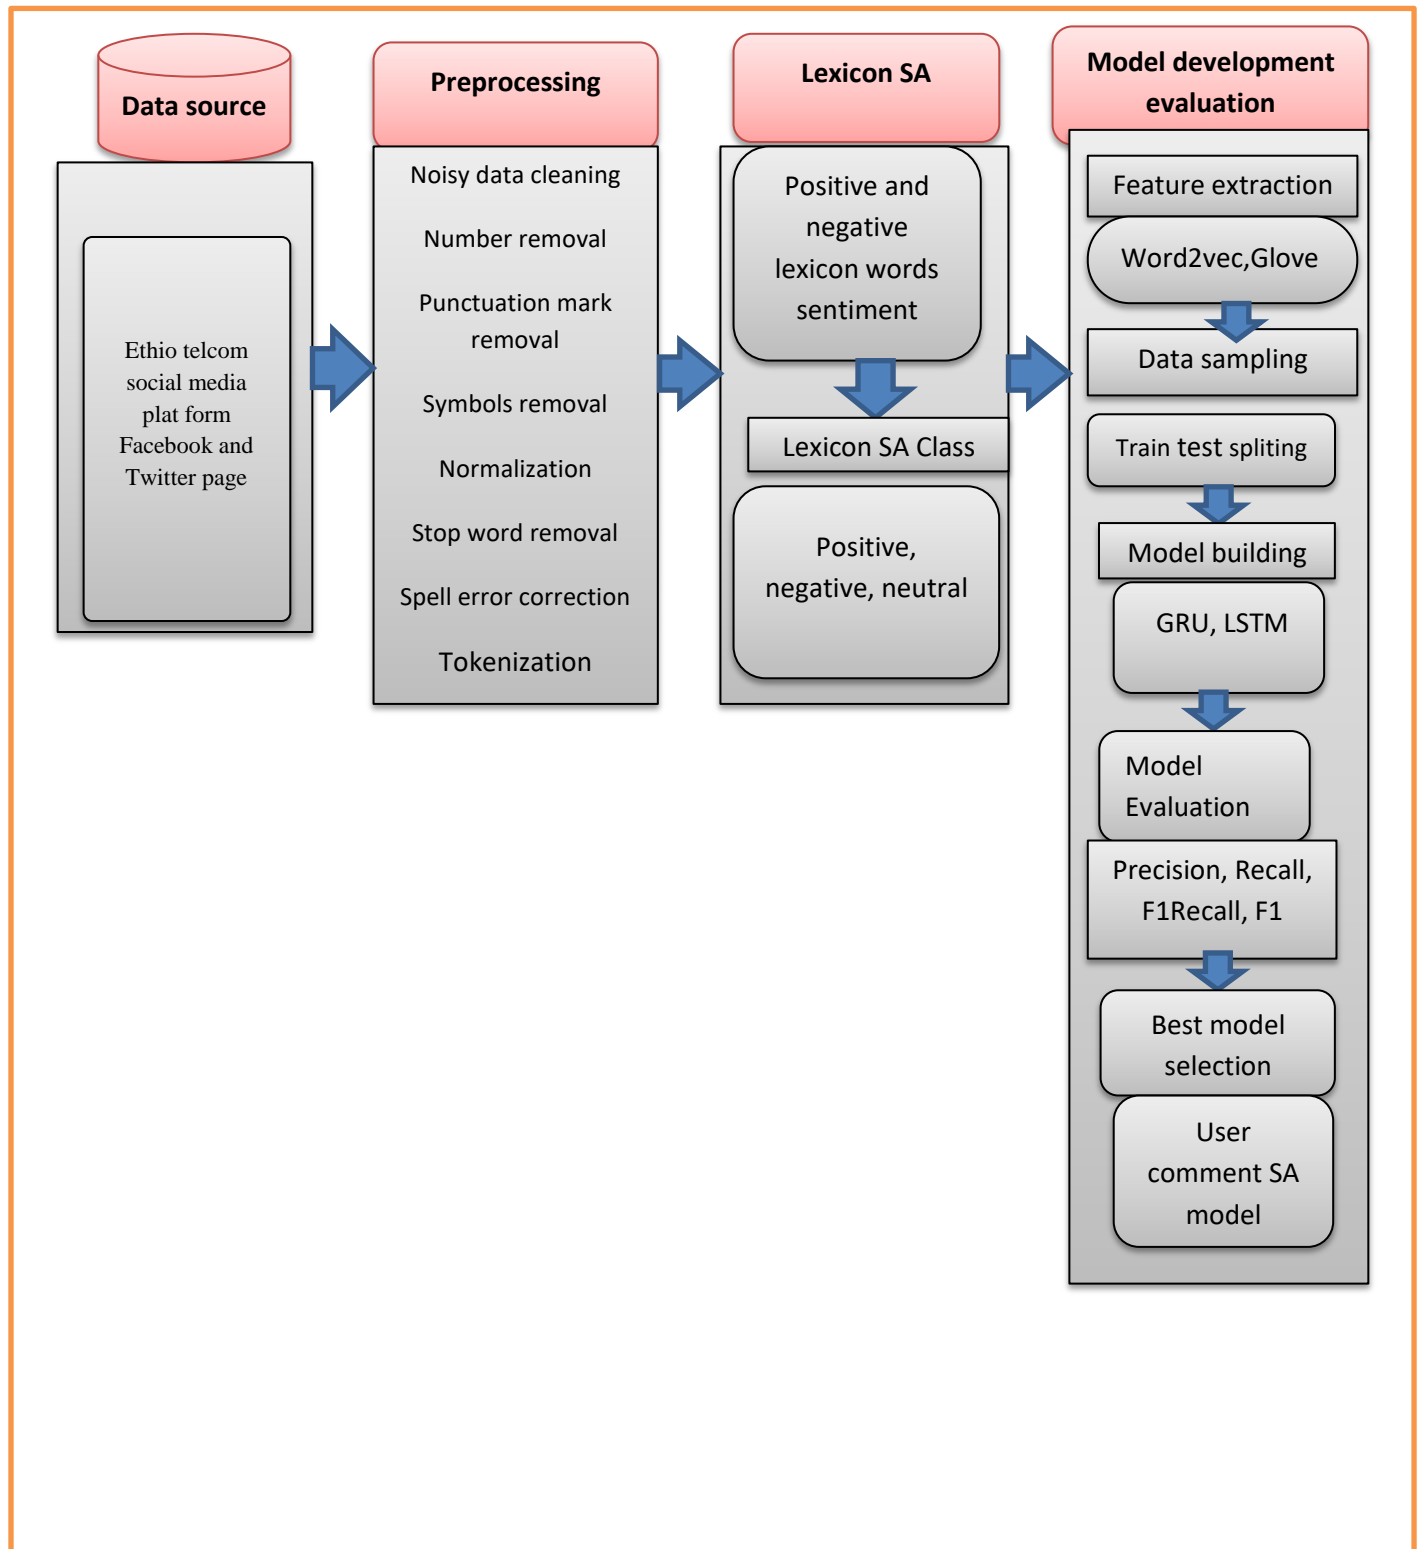 Data source
Ethio telcom
social media
plat form
Facebook and
Twitter page
Preprocessing
Noisy data cleaning
Number removal
Punctuation mark
removal
Symbols removal
Normalization
Stop word removal
Spell error correction
Tokenization
Lexicon SA
Positive and
negative
lexicon words
sentiment
Lexicon SA Class
Positive,
negative, neutral
Model development
evaluation
Feature extraction
Word2vec,Glove
Data sampling
Train test spliting
Model building
GRU, LSTM
Model
Evaluation
Precision, Recall,
F1Recall, F1
Best model
selection
User
comment SA
model